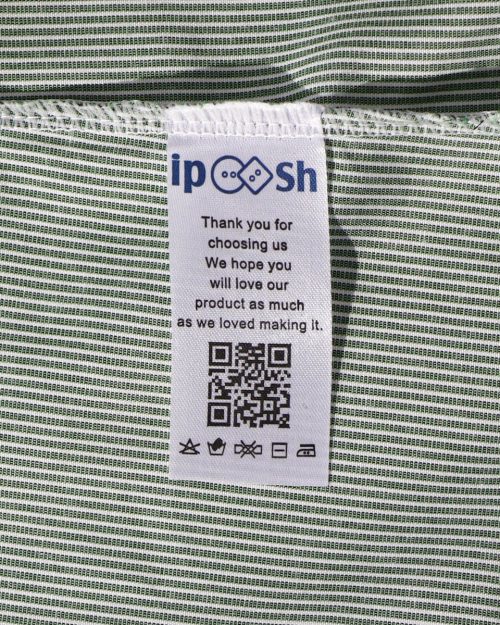 ipooSh
Thank you for
choosing us
We hope you
will love our
product as much
as we loved making it.